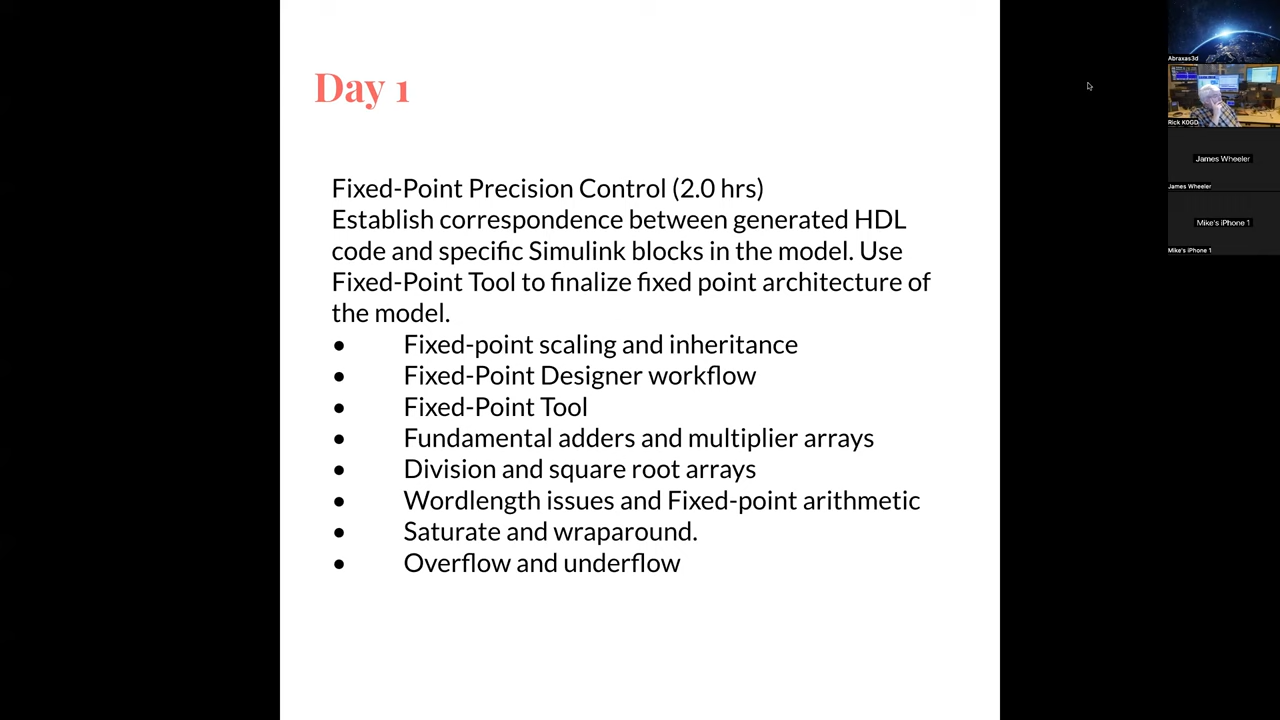 Day 1
Fixed-Point Precision Control (2.0 hrs)
Establish correspondence between generated HDL
code and specific Simulink blocks in the model. Use
Fixed-Point Tool to finalize fixed point architecture of
the model.
● Fixed-point scaling and inheritance
● Fixed-Point Designer workflow
● Fixed-Point Tool
● Fundamental adders and multiplier arrays
● Division and square root arrays
● Wordlength issues and Fixed-point arithmetic
● Saturate and wraparound.
● Overflow and underflow
Abraxas3d
Rick K0GD
James Wheeler
James Wheeler
Mike's iPhone 1
Mike's iPhone 1